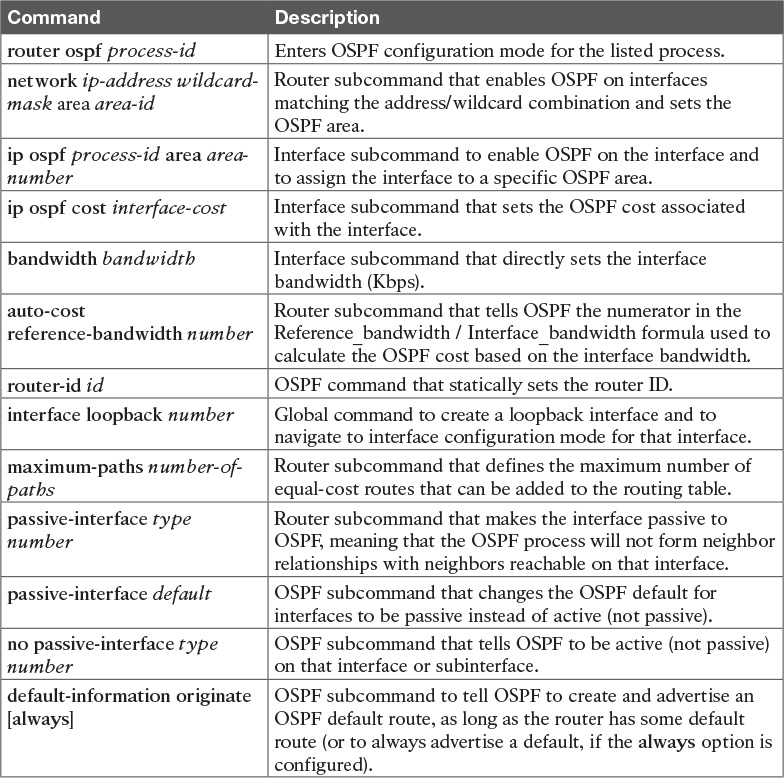 Command Description
router ospf process-id Enters OSPF configuration mode for the listed process.
network ip-address wildcard- Router subcommand that enables OSPF on interfaces
mask area area-id matching the address/wildcard combination and sets the
OSPF area.
ip ospf process-id area area- Interface subcommand to enable OSPF on the interface and
number to assign the interface to a specific OSPF area.
ip ospf cost interface-cost Interface subcommand that sets the OSPF cost associated
with the interface.
bandwidth bandwidth Interface subcommand that directly sets the interface
bandwidth (Kbps).
auto-cost Router subcommand that tells OSPF the numerator in the
reference-bandwidth number Reference_bandwidth / Interface_bandwidth formula used to
calculate the OSPF cost based on the interface bandwidth.
router-id id OSPF command that statically sets the router ID.
interface loopback number Global command to create a loopback interface and to
navigate to interface configuration mode for that interface.
maximum-paths number-of- Router subcommand that defines the maximum number of
paths equal-cost routes that can be added to the routing table.
passive-interface type Router subcommand that makes the interface passive to
number OSPF, meaning that the OSPF process will not form neighbor
relationships with neighbors reachable on that interface.
passive-interface default OSPF subcommand that changes the OSPF default for
interfaces to be passive instead of active (not passive).
no passive-interface type OSPF subcommand that tells OSPF to be active (not passive)
number on that interface or subinterface.
default-information originate OSPF subcommand to tell OSPF to create and advertise an
[always] OSPF default route, as long as the router has some default
route (or to always advertise a default, if the always option is
configured).